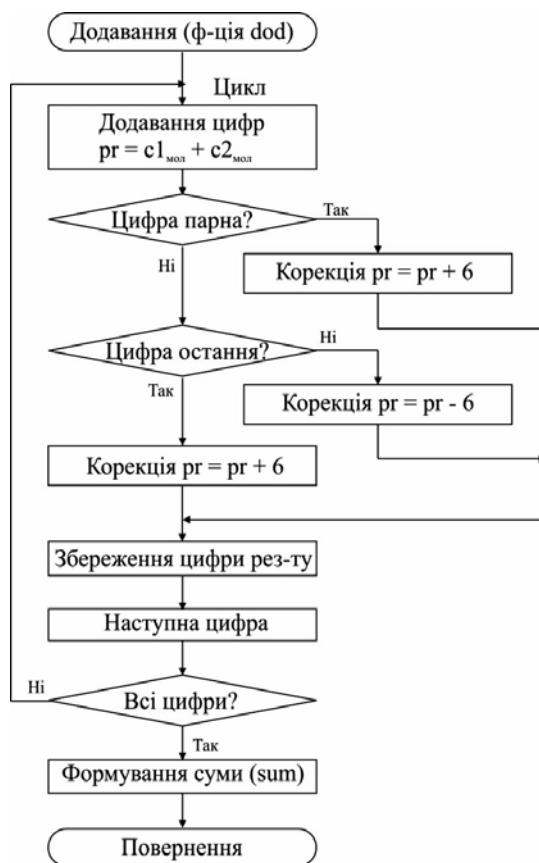 Додавання (ф-ція dod)
Цикл
Додавання цифр
pr = c1мол + c2мол
Цифра парна?
Так
Ні
Корекція pr = pr + 6
Цифра остання?
Ні
Так
Корекція pr = pr - 6
Корекція pr = pr + 6
Збереження цифри рез-ту
Наступна цифра
Ні
Всі цифри?
Так
Формування суми (sum)
Повернення